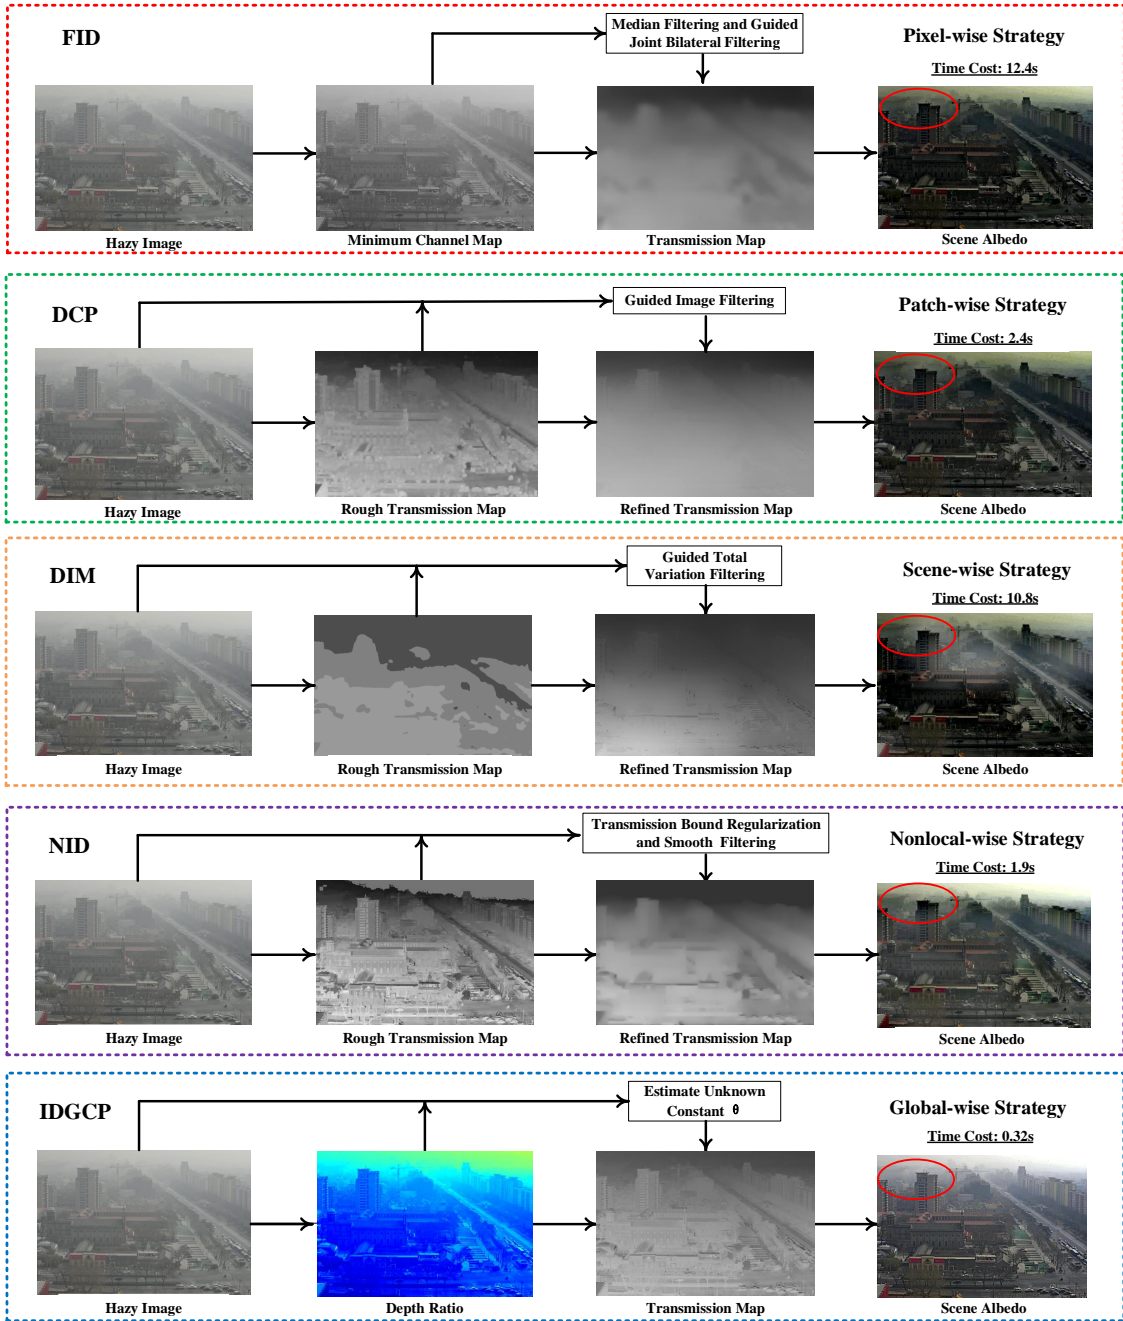 FID
Median Filtering and Guided
Joint Bilateral Filtering
Pixel-wise Strategy
Time Cost: 12.4s
Hazy Image
Minimum Channel Map
Transmission Map
Scene Albedo
DCP
Guided Image Filtering
Patch-wise Strategy
Time Cost: 2.4s
Hazy Image
Rough Transmission Map
Refined Transmission Map
Scene Albedo
DIM
Guided Total
Variation Filtering
Scene-wise Strategy
Time Cost: 10.8s
Hazy Image
Rough Transmission Map
Refined Transmission Map
Scene Albedo
NID
Transmission Bound Regularization
and Smooth Filtering
Nonlocal-wise Strategy
Time Cost: 1.9s
Hazy Image
Rough Transmission Map
Refined Transmission Map
Scene Albedo
IDGCP
Estimate Unknown
Constant θ
Global-wise Strategy
Time Cost: 0.32s
Hazy Image
Depth Ratio
Transmission Map
Scene Albedo